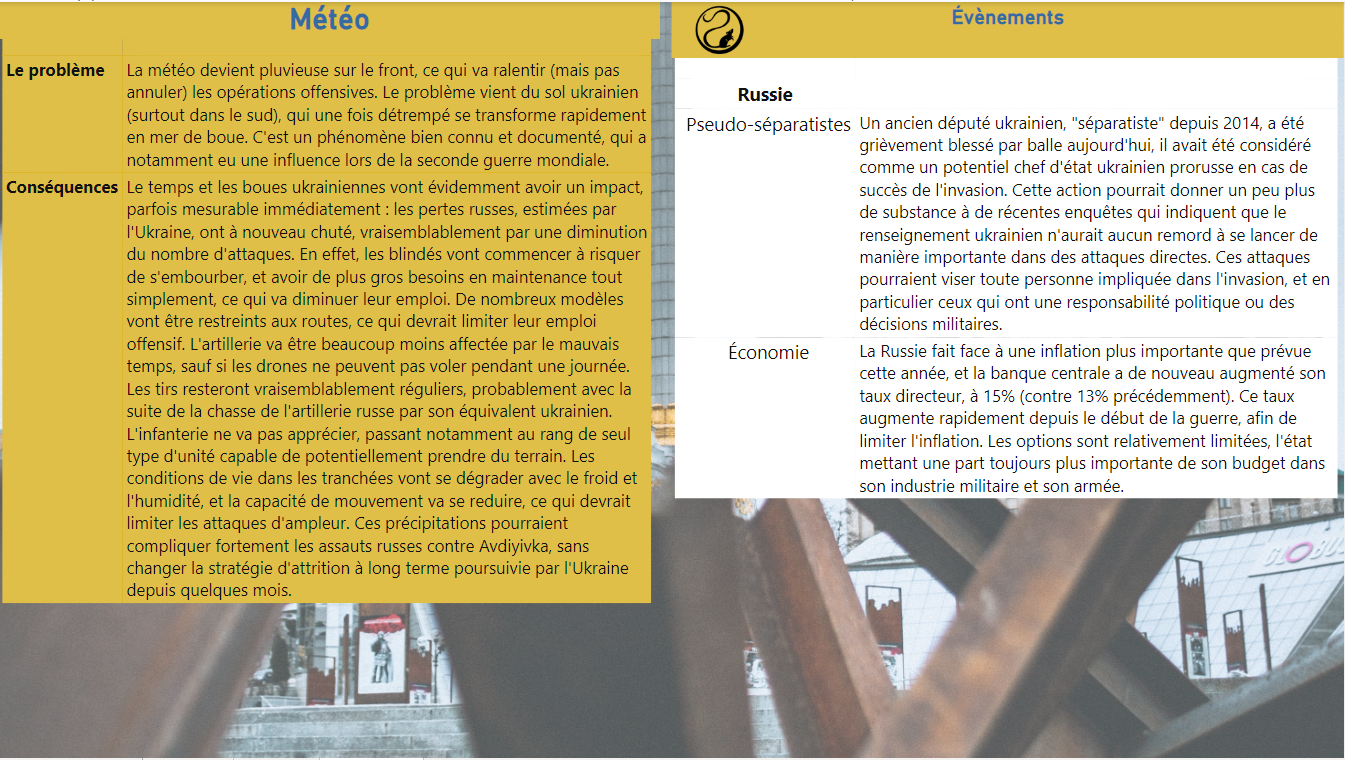 Météo
Le problème
La météo devient pluvieuse sur le front, ce qui va ralentir (mais pas
annuler) les opérations offensives. Le problème vient du sol ukrainien
(surtout dans le sud), qui une fois détrempé se transforme rapidement
en mer de boue. C'est un phénomène bien connu et documenté, qui a
notamment eu une influence lors de la seconde guerre mondiale.
Conséquences
Le temps et les boues ukrainiennes vont évidemment avoir un impact,
parfois mesurable immédiatement : les pertes russes, estimées par
l'Ukraine, ont à nouveau chuté, vraisemblablement par une diminution
du nombre d'attaques. En effet, les blindés vont commencer à risquer
de s'embourber, et avoir de plus gros besoins en maintenance tout
simplement, ce qui va diminuer leur emploi. De nombreux modèles
vont être restreints aux routes, ce qui devrait limiter leur emploi
offensif. L'artillerie va être beaucoup moins affectée par le mauvais
temps, sauf si les drones ne peuvent pas voler pendant une journée.
Les tirs resteront vraisemblablement réguliers, probablement avec la
suite de la chasse de l'artillerie russe par son équivalent ukrainien.
L'infanterie ne va pas apprécier, passant notamment au rang de seul
type d'unité capable de potentiellement prendre du terrain. Les
conditions de vie dans les tranchées vont se dégrader avec le froid et
l'humidité, et la capacité de mouvement va se reduire, ce qui devrait
limiter les attaques d'ampleur. Ces précipitations pourraient
compliquer fortement les assauts russes contre Avdiyivka, sans
changer la stratégie d'attrition à long terme poursuivie par l'Ukraine
depuis quelques mois.
Évènements
Russie
Pseudo-séparatistes
Un ancien député ukrainien, "séparatiste" depuis 2014, a été
grièvement blessé par balle aujourd'hui, il avait été considéré
comme un potentiel chef d'état ukrainien prorusse en cas de
succès de l'invasion. Cette action pourrait donner un peu plus
de substance à de récentes enquêtes qui indiquent que le
renseignement ukrainien n'aurait aucun remord à se lancer de
manière importante dans des attaques directes. Ces attaques
pourraient viser toute personne impliquée dans l'invasion, et en
particulier ceux qui ont une responsabilité politique ou des
décisions militaires.
Économie
La Russie fait face à une inflation plus importante que prévue
cette année, et la banque centrale a de nouveau augmenté son
taux directeur, à 15% (contre 13% précédemment). Ce taux
augmente rapidement depuis le début de la guerre, afin de
limiter l'inflation. Les options sont relativement limitées, l'état
mettant une part toujours plus importante de son budget dans
son industrie militaire et son armée.
GLOBU